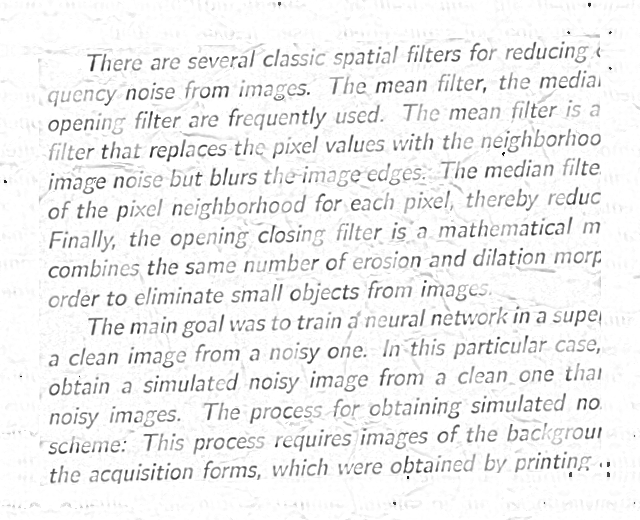 There are several classic spatial filters for reducing
quency noise from images. The mean filter, the media
opening filter are frequently used. The mean filter is a
filter that replaces the pixel values with the neighborhoo
image noise but blurs the image edges. The median filte
of the pixel neighborhood for each pixel, thereby reduc
Finally, the opening closing filter is a mathematical m
combines the same number of erosion and dilation morp
order to eliminate small objects from images.
The main goal was to train a neural network in a supe
a clean image from a noisy one. In this particular case,
obtain a simulated noisy image from a clean one that
noisy images. The process for obtaining simulated no
scheme: This process requires images of the backgrou
the acquisition forms, which were obtained by printing